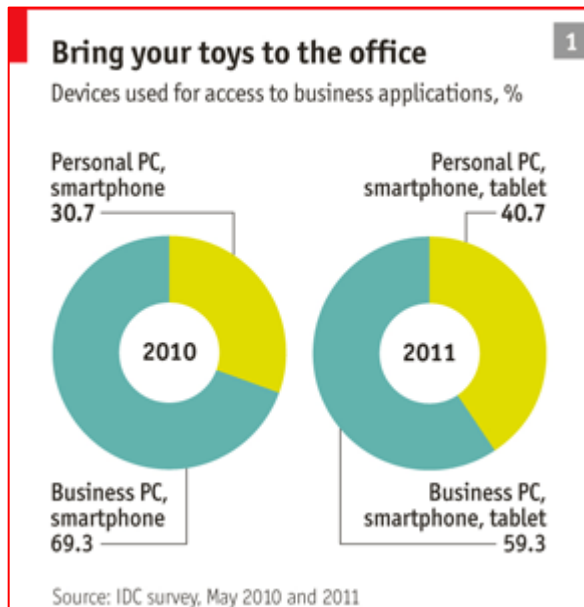 Bring your toys to the office
1
Devices used for access to business applications, %
Personal PC,
smartphone
30.7
Personal PC,
smartphone, tablet
40.7
2010
2011
Business PC,
smartphone
69.3
Business PC,
smartphone, tablet
59.3
Source: IDC survey, May 2010 and 2011